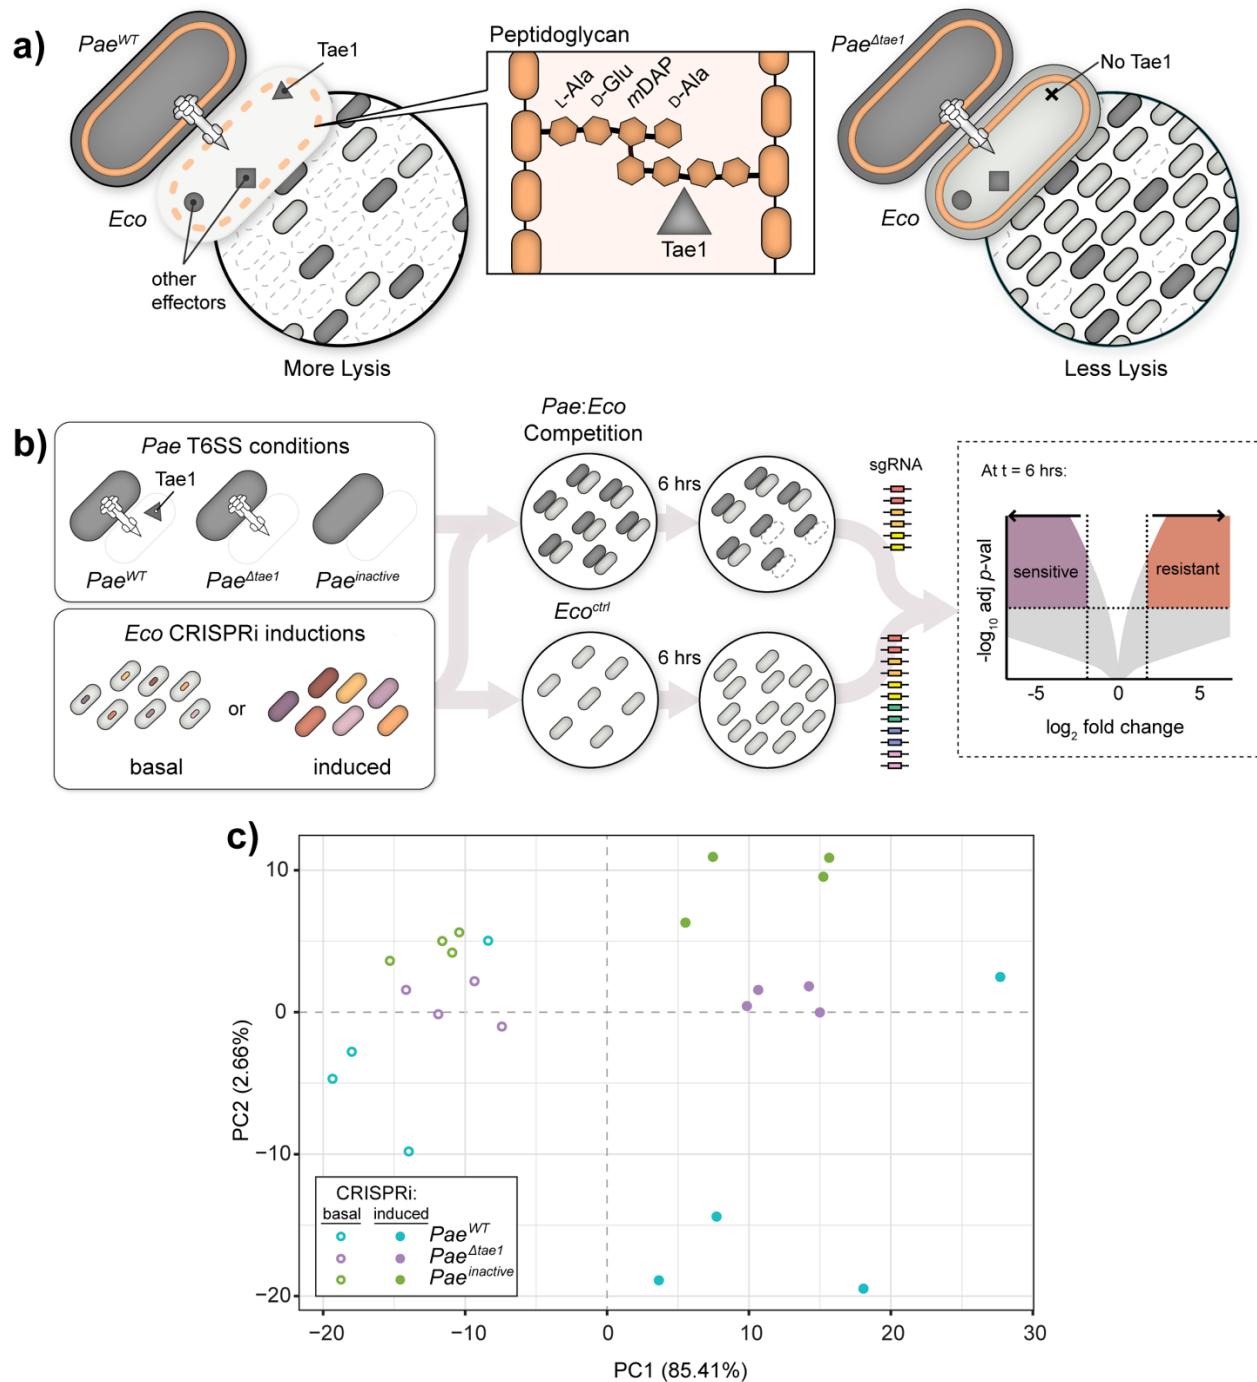 a)
Pae^WT
Tae1
Eco
other
effectors
More Lysis
Peptidoglycan
L-Ala
D-Glu
mDAP
D-Ala
Tae1
Pae^Δtae1
No Tae1
Eco
Less Lysis
b)
Pae T6SS conditions
Tae1
Pae^WT
Pae^Δtae1
Pae^inactive
Eco CRISPRi inductions
or
basal
induced
Pae:Eco
Competition
6 hrs
Eco^ctrl
6 hrs
sgRNA
At t = 6 hrs:
-log₁₀ adj p-val
sensitive
resistant
-5
0
5
log₂ fold change
c)
PC2 (2.66%)
10
0
−10
−20
CRISPRi:
basal induced
Pae^WT
Pae^Δtae1
Pae^inactive
−20
−10
0
10
20
30
PC1 (85.41%)